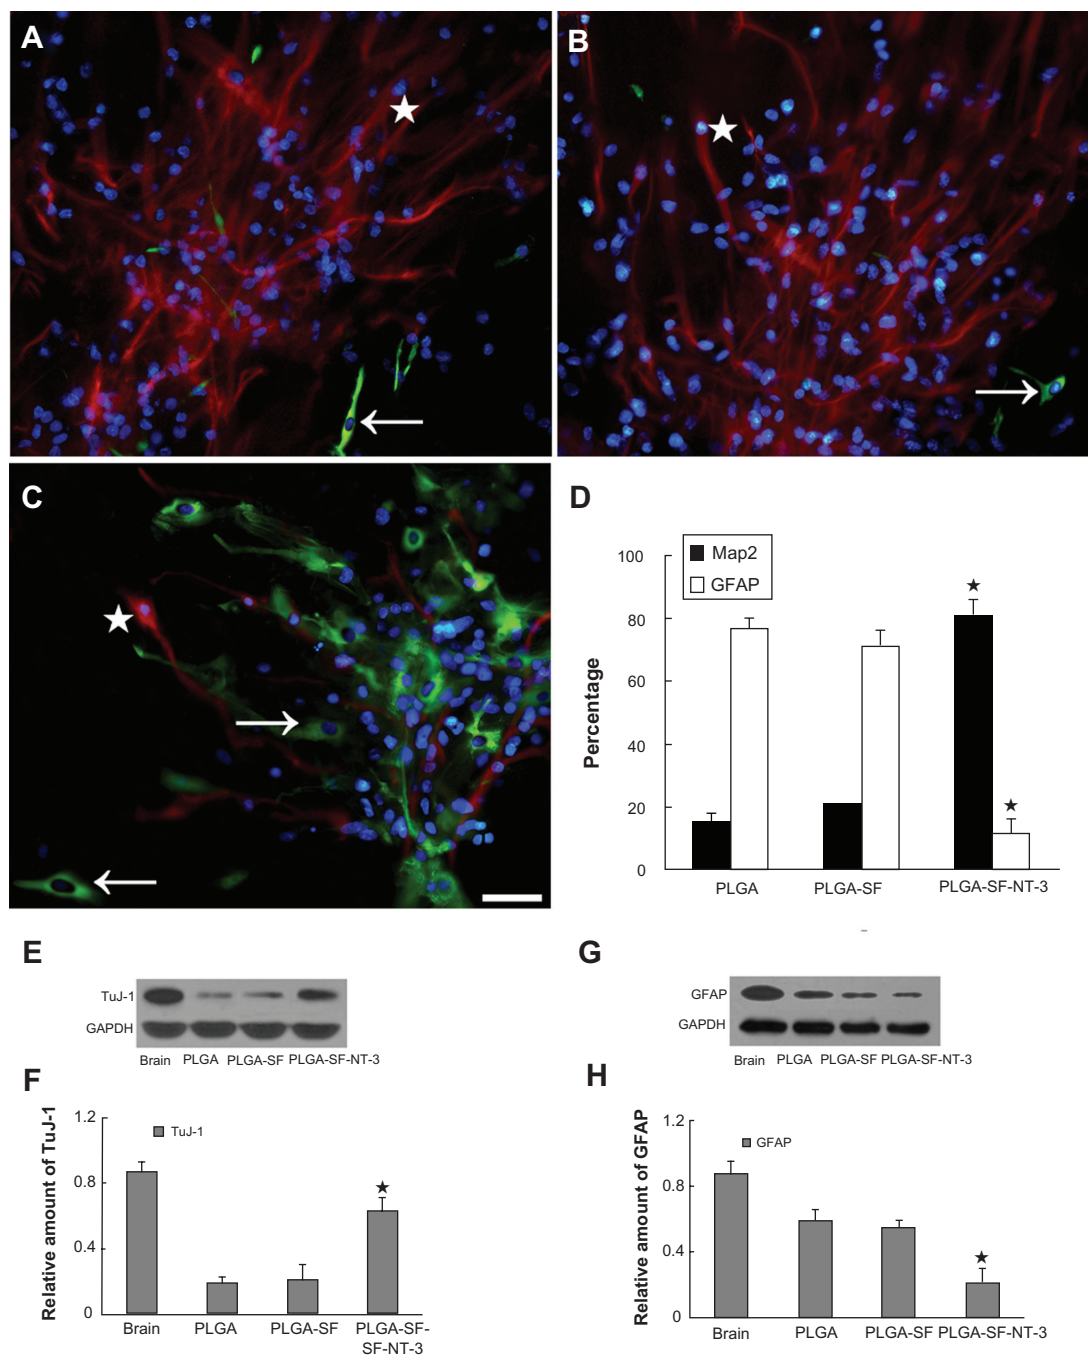 A
B
C
D
100
80
60
40
20
0
Percentage
Map2
GFAP
PLGA
PLGA-SF
PLGA-SF-NT-3
E
TuJ-1
GAPDH
Brain PLGA PLGA-SF PLGA-SF-NT-3
G
GFAP
GAPDH
Brain PLGA PLGA-SF PLGA-SF-NT-3
F
Relative amount of TuJ-1
1.2
0.8
0.4
0
TuJ-1
Brain
PLGA
PLGA-SF
PLGA-SF-
SF-NT-3
H
Relative amount of GFAP
1.2
0.8
0.4
0
GFAP
Brain
PLGA
PLGA-SF
PLGA-SF-NT-3